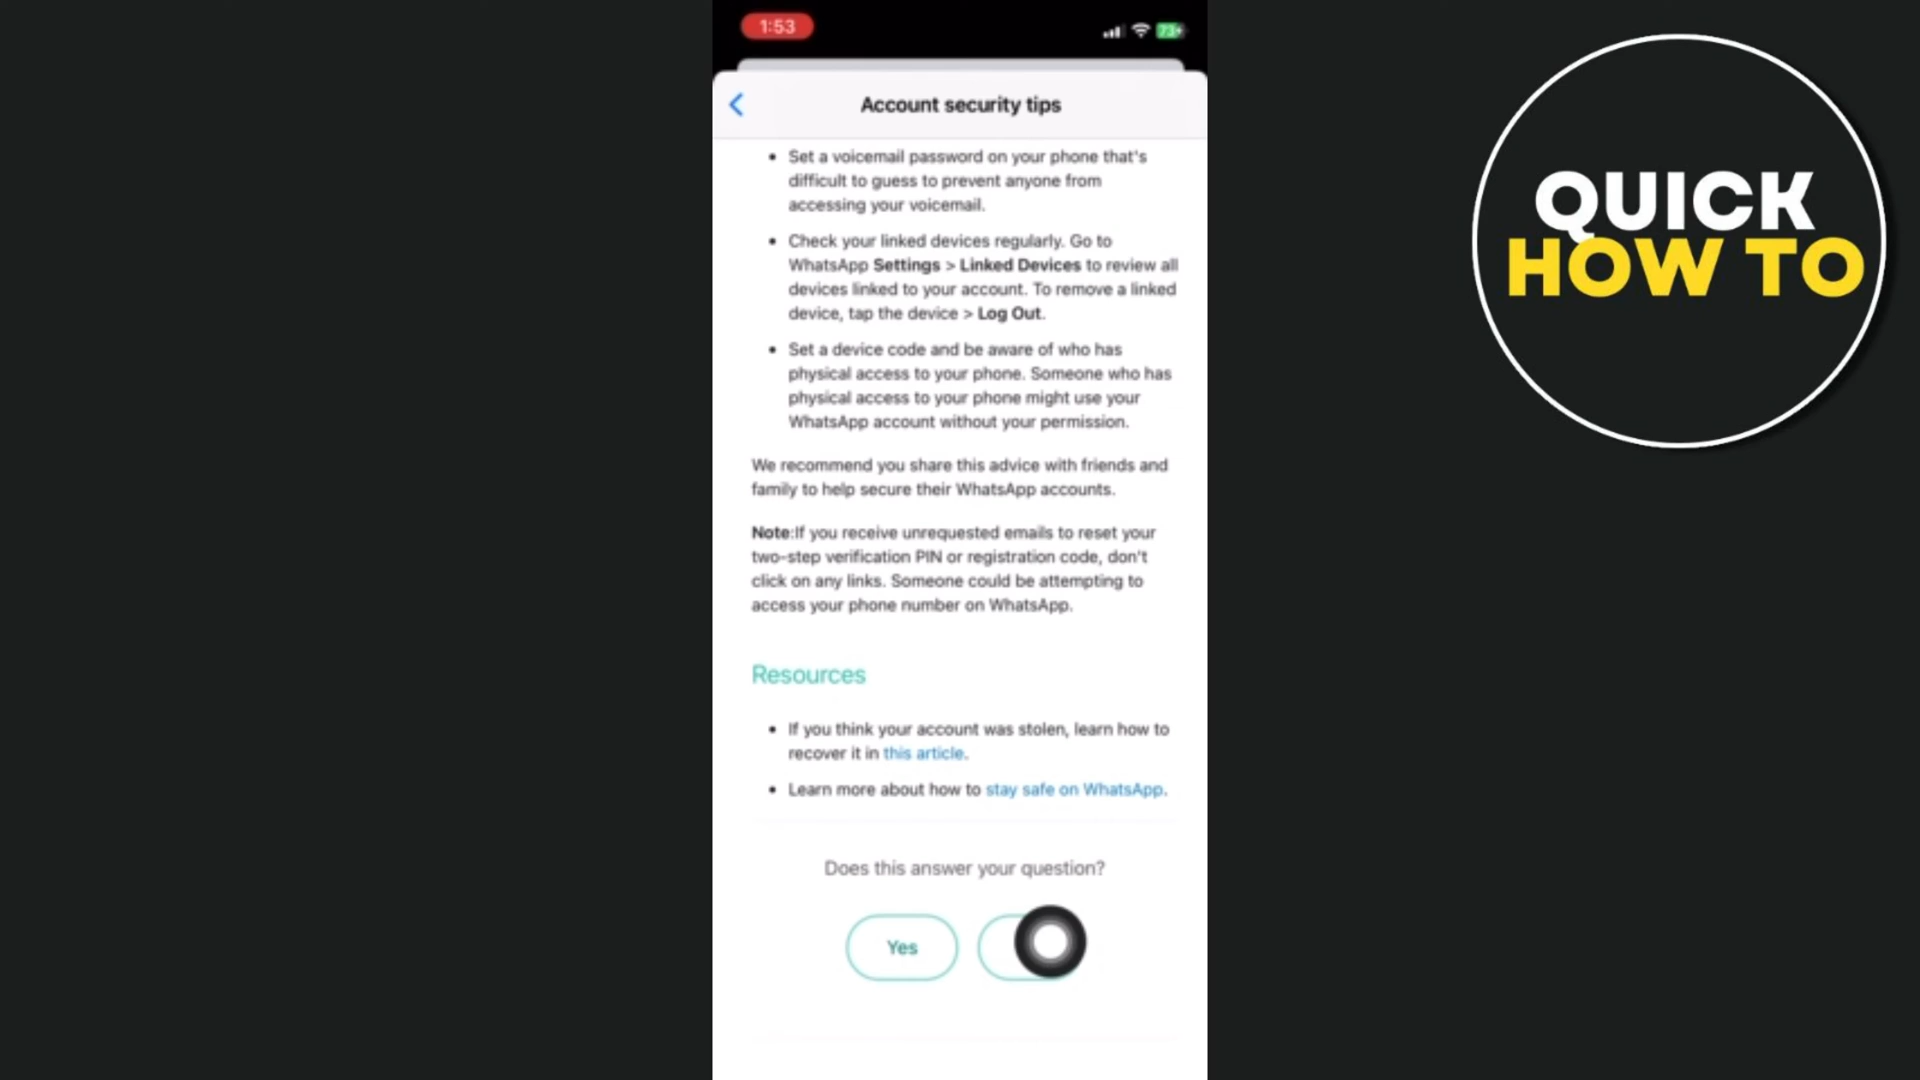 1:53
73+
Account security tips
• Set a voicemail password on your phone that's
difficult to guess to prevent anyone from
accessing your voicemail.
• Check your linked devices regularly. Go to
WhatsApp Settings > Linked Devices to review all
devices linked to your account. To remove a linked
device, tap the device > Log Out.
• Set a device code and be aware of who has
physical access to your phone. Someone who has
physical access to your phone might use your
WhatsApp account without your permission.
We recommend you share this advice with friends and
family to help secure their WhatsApp accounts.
Note:If you receive unrequested emails to reset your
two-step verification PIN or registration code, don't
click on any links. Someone could be attempting to
access your phone number on WhatsApp.
Resources
• If you think your account was stolen, learn how to
recover it in this article.
• Learn more about how to stay safe on WhatsApp.
Does this answer your question?
Yes
QUICK
HOW TO